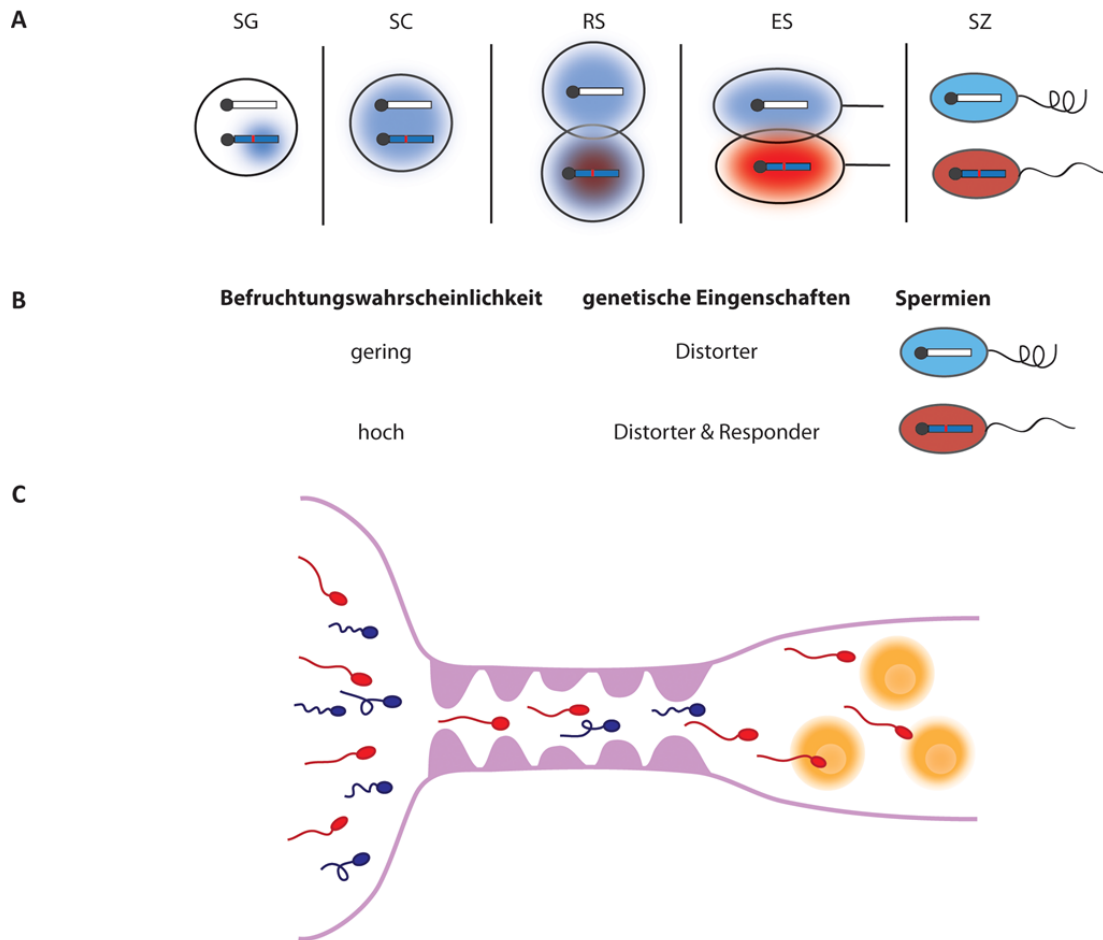 A
SG SC RS ES SZ
B
Befruchtungswahrscheinlichkeit genetische Eingenschaften Spermien
gering Distorter
hoch Distorter & Responder
C